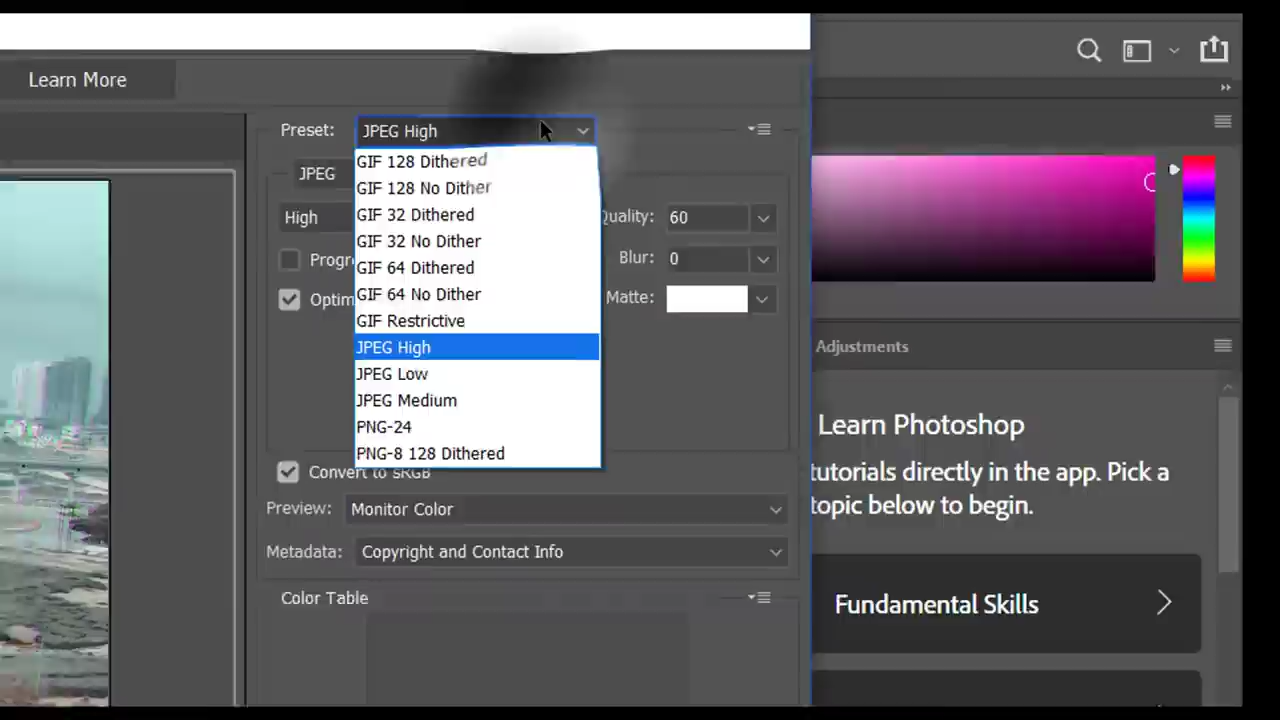 Learn More
Preset:
JPEG High
GIF 128 Dithered
GIF 128 No Dither
GIF 32 Dithered
GIF 32 No Dither
GIF 64 Dithered
GIF 64 No Dither
GIF Restrictive
JPEG High
JPEG Low
JPEG Medium
PNG-24
PNG-8 128 Dithered
JPEG
High
Quality: 60
Progr
Blur: 0
Optim
Matte:
Convert to sRGB
Preview: Monitor Color
Metadata: Copyright and Contact Info
Color Table
Adjustments
Learn Photoshop
tutorials directly in the app. Pick a
topic below to begin.
Fundamental Skills